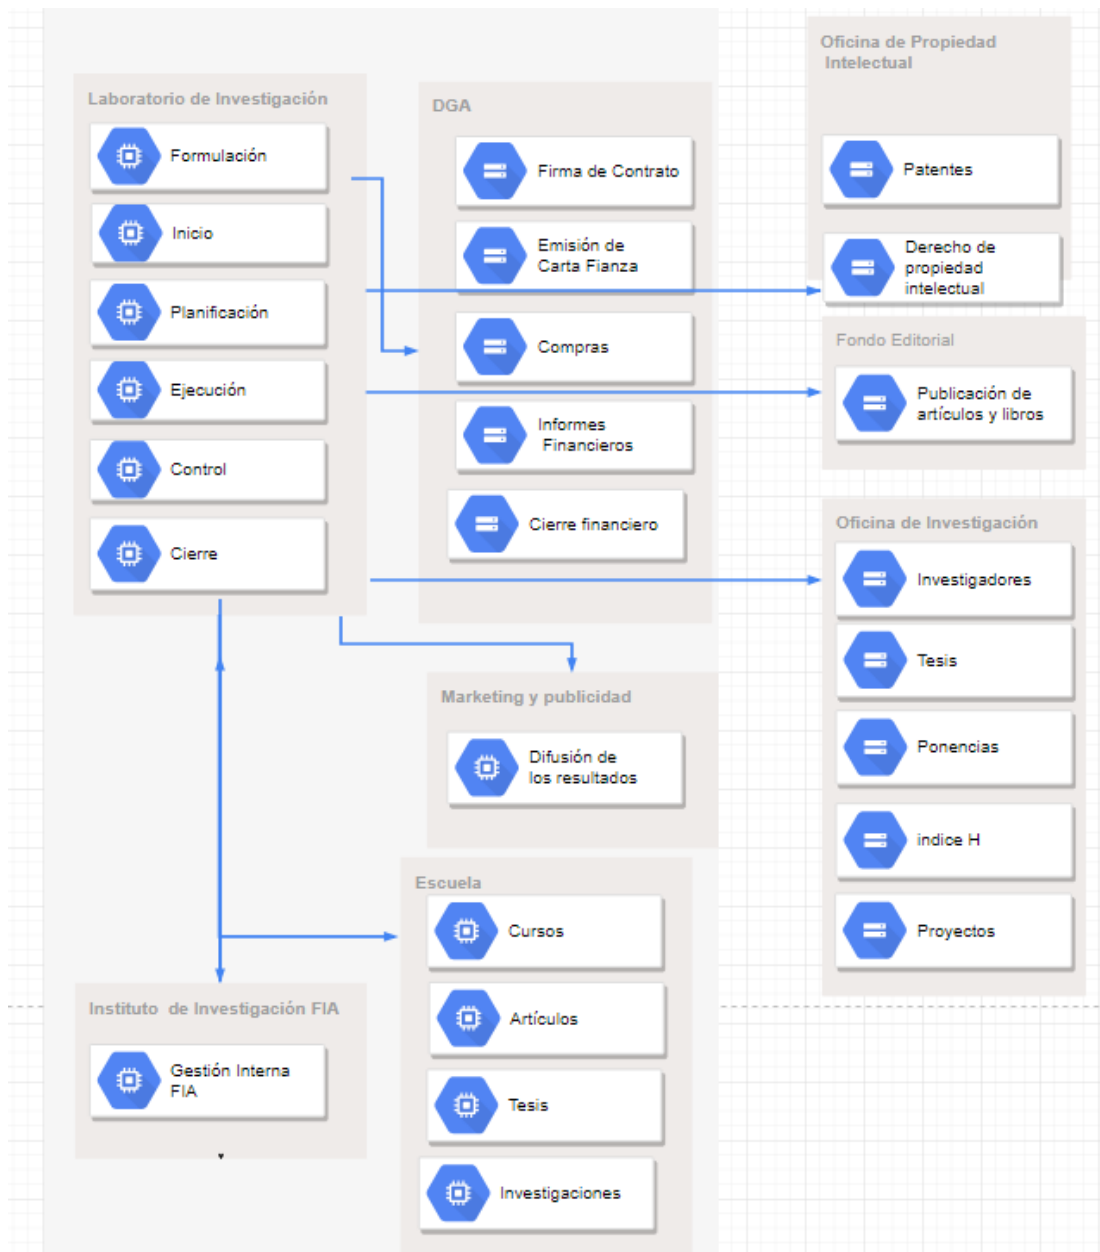 Laboratorio de Investigación
Formulación
Inicio
Planificación
Ejecución
Control
Cierre
DGA
Firma de Contrato
Emisión de
Carta Fianza
Compras
Informes
Financieros
Cierre financiero
Oficina de Propiedad
Intelectual
Patentes
Derecho de
propiedad
intelectual
Fondo Editorial
Publicación de
artículos y libros
Oficina de Investigación
Investigadores
Tesis
Ponencias
indice H
Proyectos
Marketing y publicidad
Difusión de
los resultados
Escuela
Cursos
Artículos
Tesis
Investigaciones
Instituto de Investigación FIA
Gestión Interna
FIA